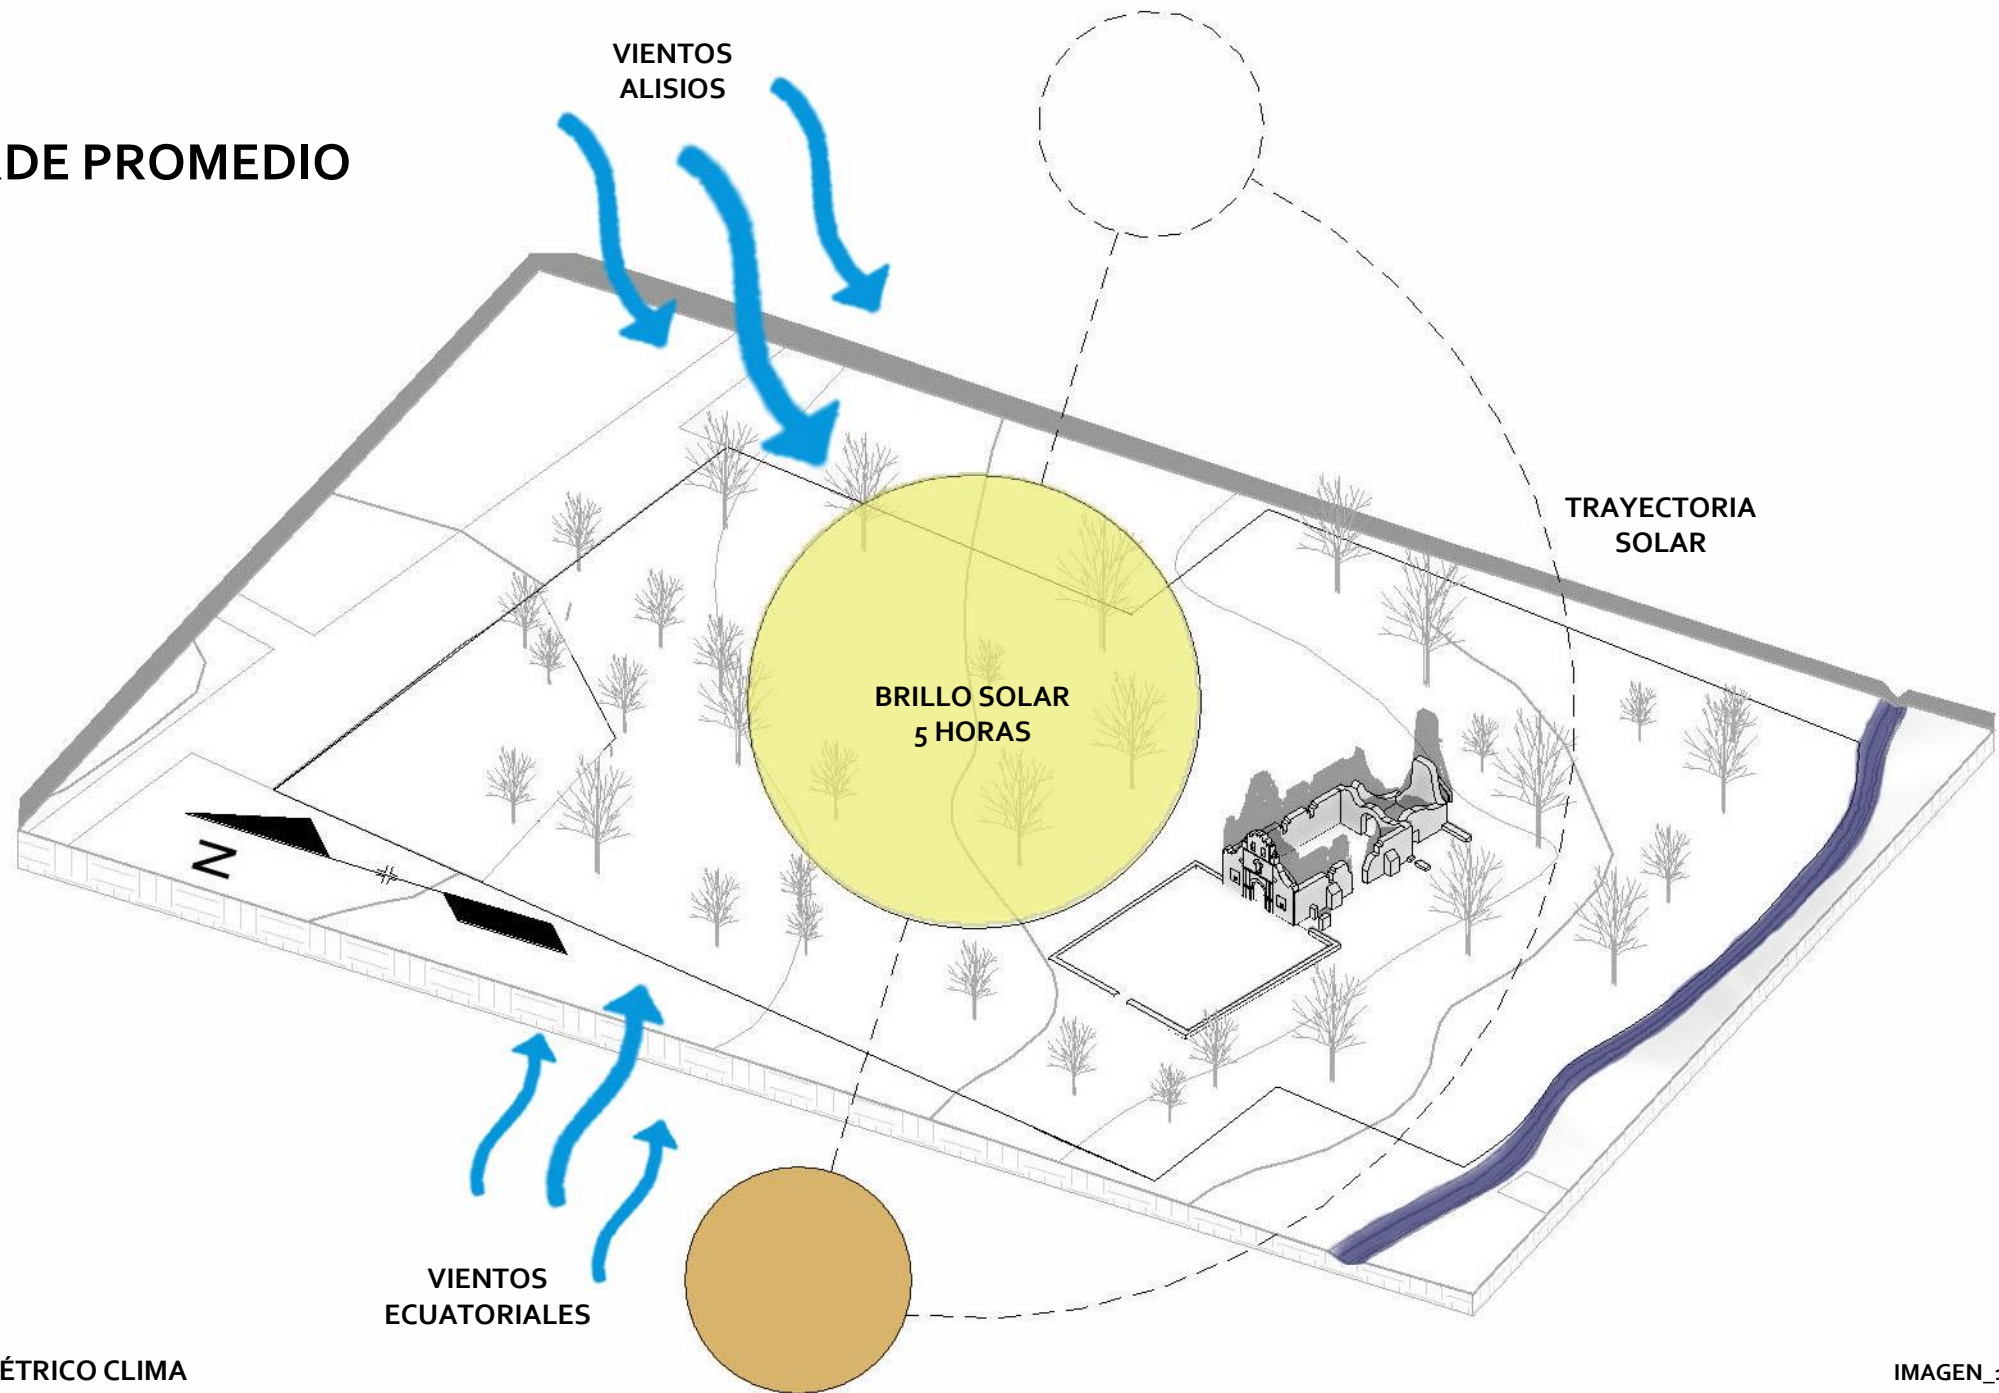 VIENTOS
ALISIOS
DE PROMEDIO
TRAYECTORIA
SOLAR
BRILLO SOLAR
5 HORAS
N
VIENTOS
ECUATORIALES
ÉTRICO CLIMA
IMAGEN_